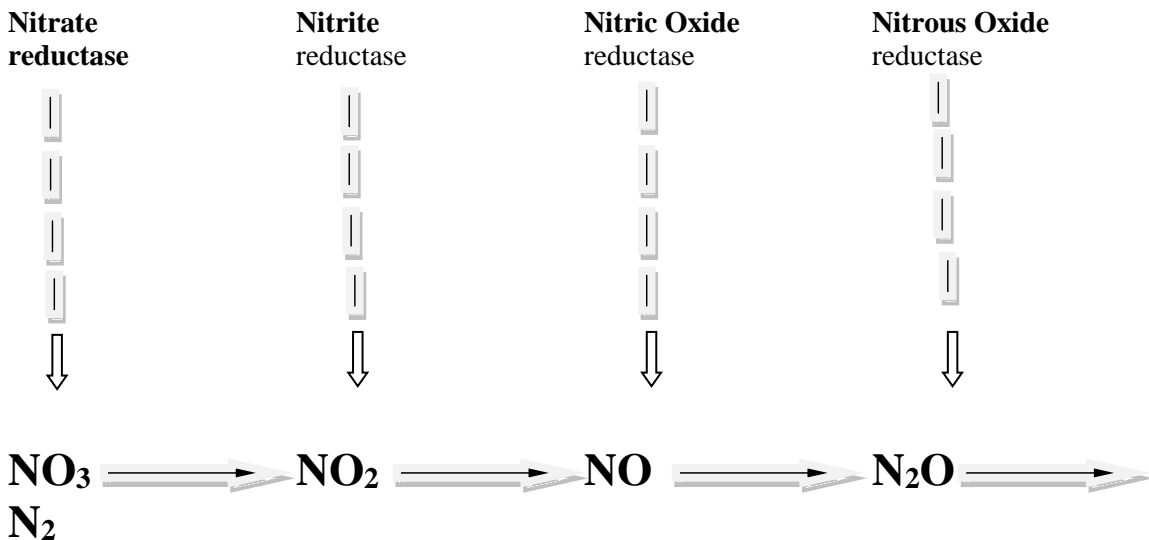 Nitrate Nitrite Nitric Oxide Nitrous Oxide
reductase reductase reductase reductase
NO₃ NO₂ NO N₂O
N₂